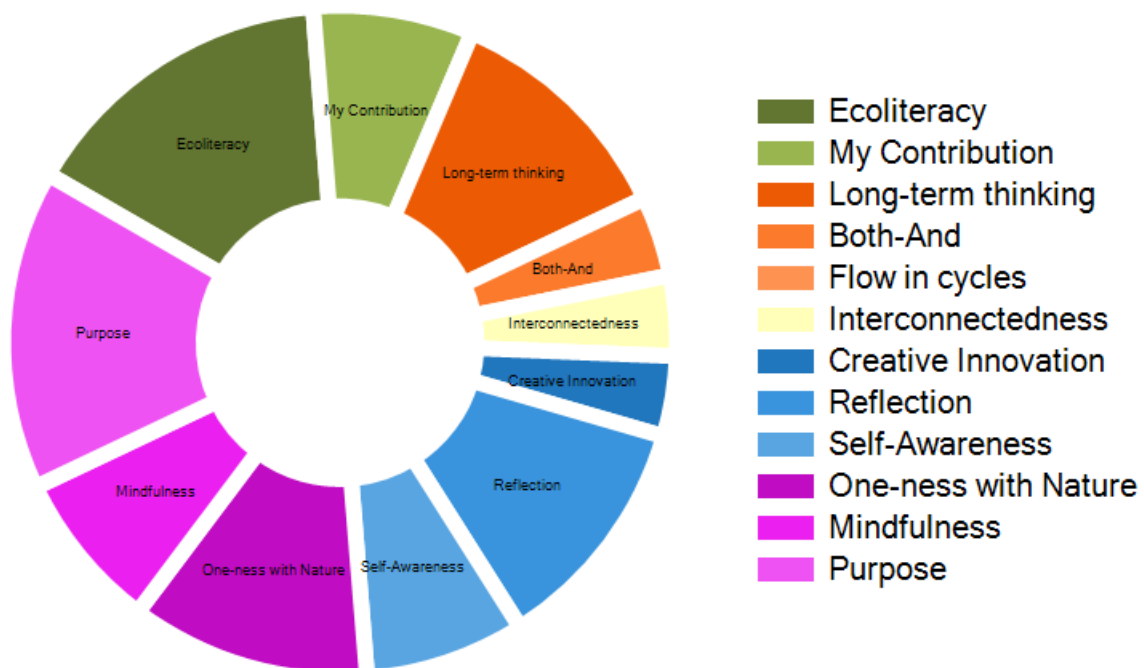 My Contribution
Ecoliteracy
Long-term thinking
Both-And
Interconnectedness
Purpose
Creative Innovation
Reflection
Mindfulness
Self-Awareness
One-ness with Nature
Ecoliteracy
My Contribution
Long-term thinking
Both-And
Flow in cycles
Interconnectedness
Creative Innovation
Reflection
Self-Awareness
One-ness with Nature
Mindfulness
Purpose